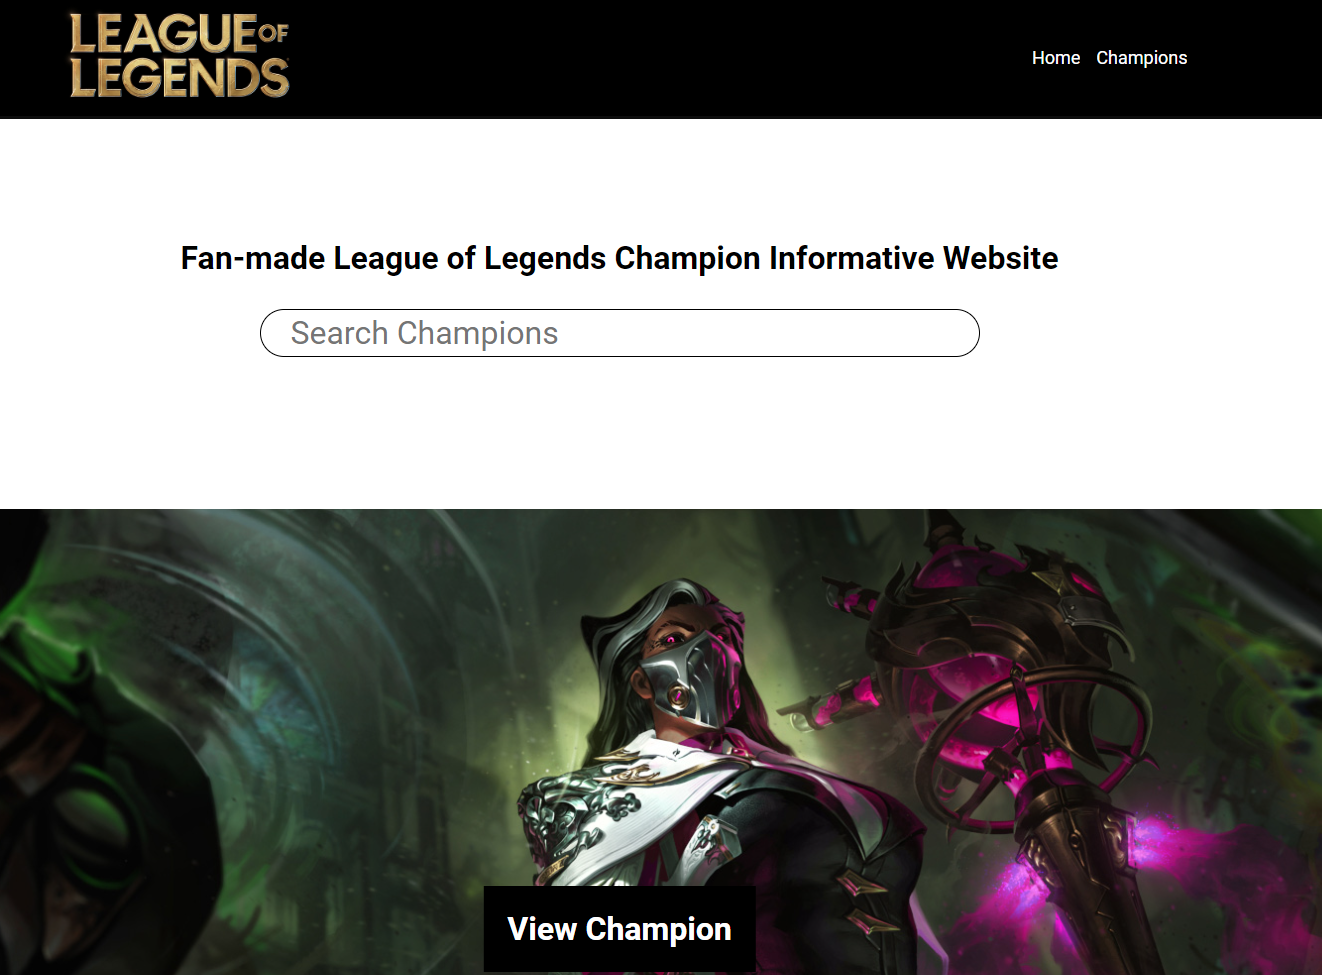 LEAGUE OF
LEGENDS
Home Champions
Fan-made League of Legends Champion Informative Website
Search Champions
View Champion